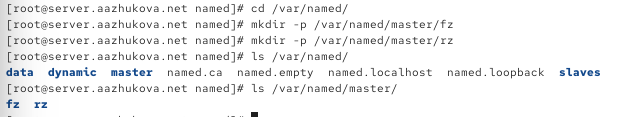 [root@server.aazhukova.net named]# cd /var/named/
[root@server.aazhukova.net named]# mkdir -p /var/named/master/fz
[root@server.aazhukova.net named]# mkdir -p /var/named/master/rz
[root@server.aazhukova.net named]# ls /var/named/
data dynamic master named.ca named.empty named.localhost named.loopback slaves
[root@server.aazhukova.net named]# ls /var/named/master/
fz rz